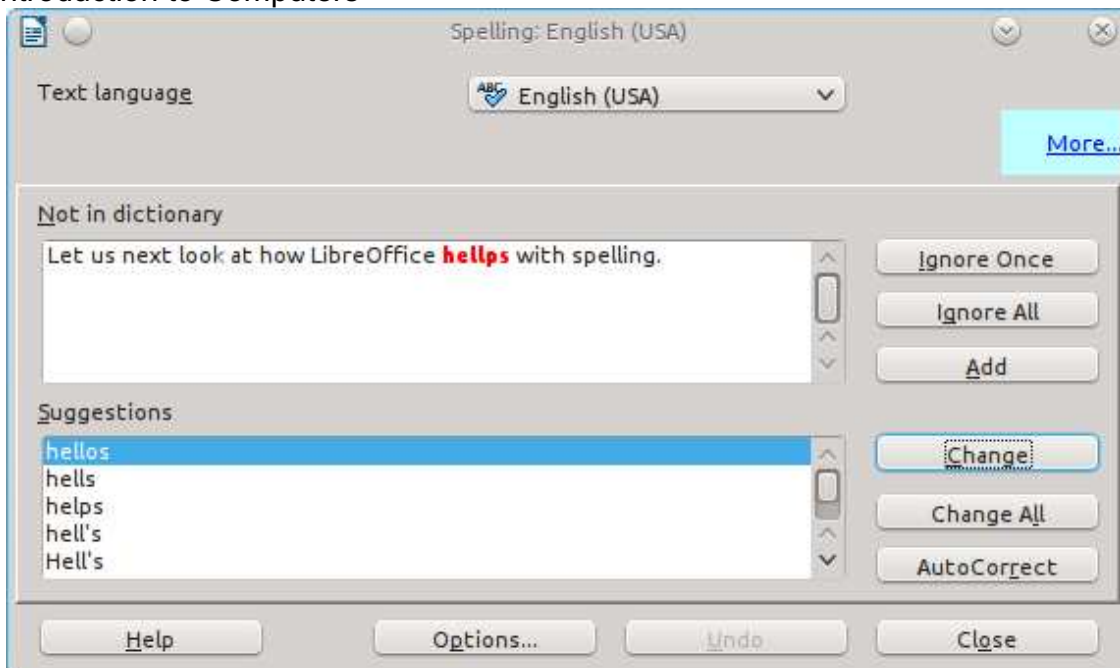 ntroduction to Computers
Spelling: English (USA)
Text language
ABC English (USA)
More...
Not in dictionary
Let us next look at how LibreOffice hellps with spelling.
Ignore Once
Ignore All
Add
Suggestions
hellos
hells
helps
hell's
Hell's
Change
Change All
AutoCorrect
Help Options... Undo Close